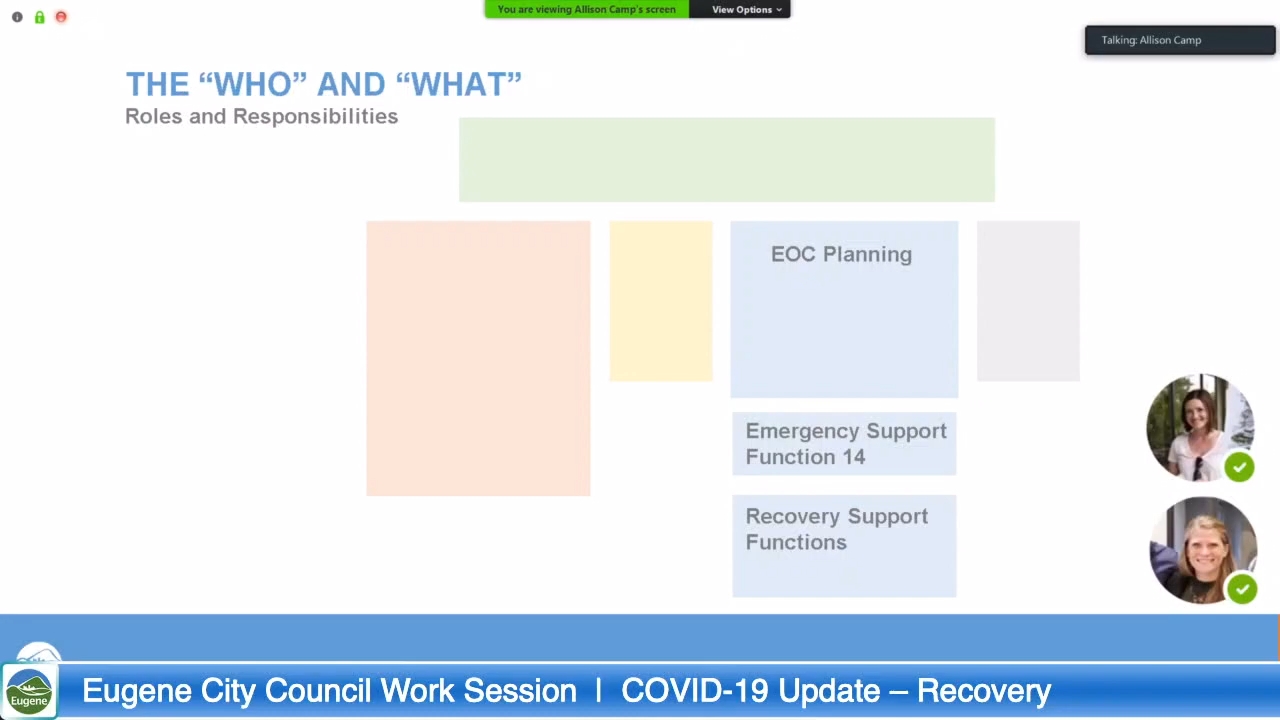 You are viewing Allison Camp's screen
View Options
Talking: Allison Camp
THE “WHO” AND “WHAT”
Roles and Responsibilities
EOC Planning
Emergency Support
Function 14
Recovery Support
Functions
Eugene
Eugene City Council Work Session | COVID-19 Update – Recovery